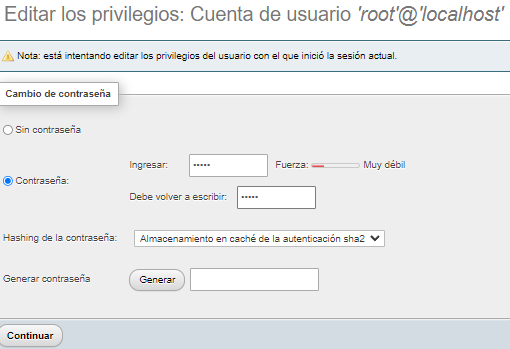 Editar los privilegios: Cuenta de usuario 'root'@'localhost'
Nota: está intentando editar los privilegios del usuario con el que inició la sesión actual.
Cambio de contraseña
Sin contraseña
Contraseña:
Ingresar: ••••• Fuerza: Muy débil
Debe volver a escribir: •••••
Hashing de la contraseña: Almacenamiento en caché de la autenticación sha2
Generar contraseña Generar
Continuar